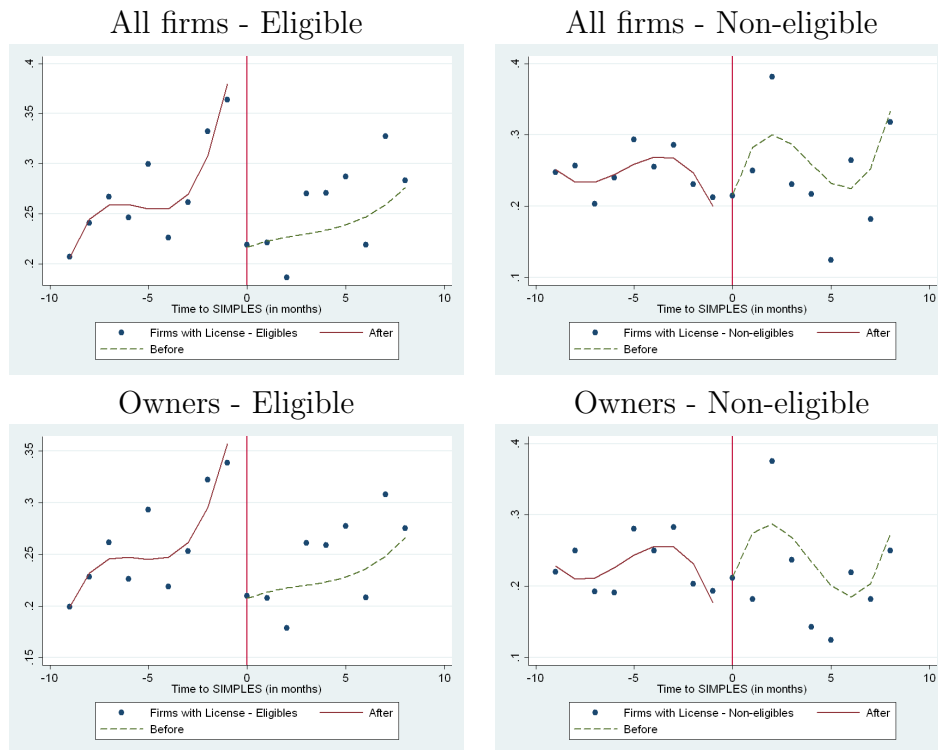 All firms - Eligible
.4
.35
.3
.25
.2
-10 -5 0 5 10
Time to SIMPLES (in months)
Firms with License - Eligibles After
Before
All firms - Non-eligible
.4
.3
.2
.1
-10 -5 0 5 10
Time to SIMPLES (in months)
Firms with License - Non-eligibles After
Before
Owners - Eligible
.35
.3
.25
.2
.15
-10 -5 0 5 10
Time to SIMPLES (in months)
Firms with License - Eligibles After
Before
Owners - Non-eligible
.4
.3
.2
.1
-10 -5 0 5 10
Time to SIMPLES (in months)
Firms with License - Non-eligibles After
Before